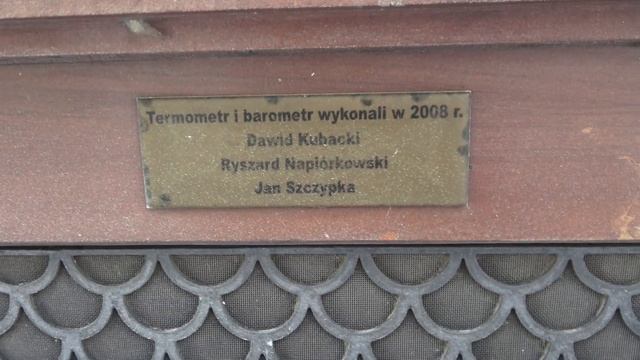 Termometr i barometr wykonali w 2008 r.
Dawid Kubacki
Ryszard Napiórkowski
Jan Szczypka